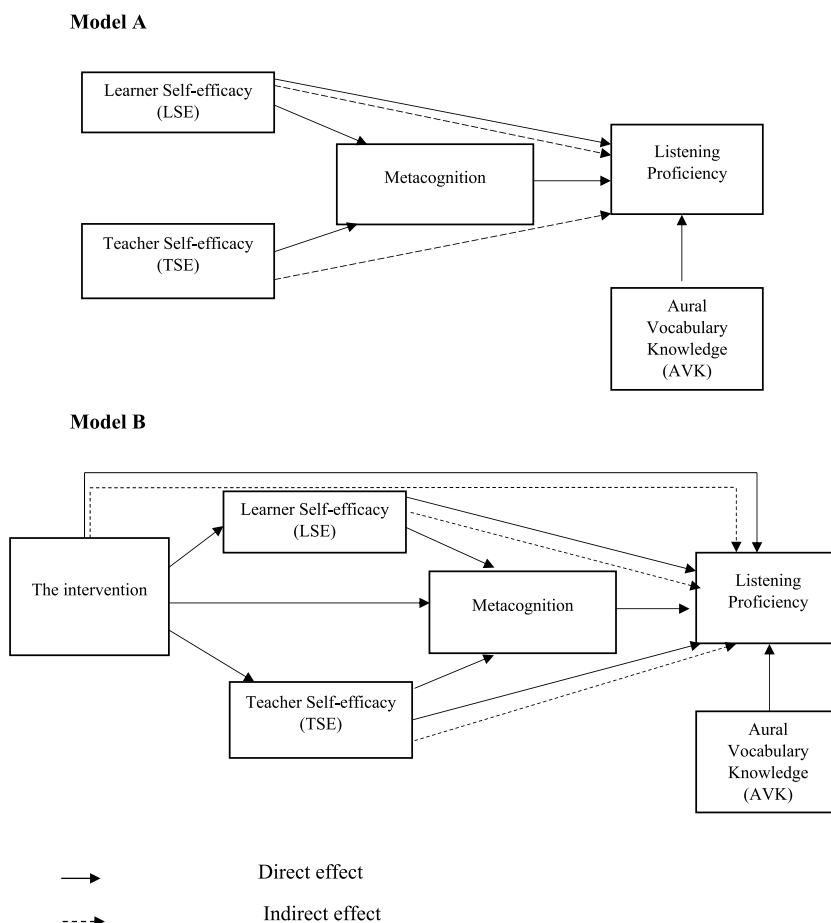 Model A
Learner Self-efficacy
(LSE)
Metacognition
Listening
Proficiency
Teacher Self-efficacy
(TSE)
Aural
Vocabulary
Knowledge
(AVK)
Model B
Learner Self-efficacy
(LSE)
The intervention
Metacognition
Listening
Proficiency
Teacher Self-efficacy
(TSE)
Aural
Vocabulary
Knowledge
(AVK)
Direct effect
Indirect effect